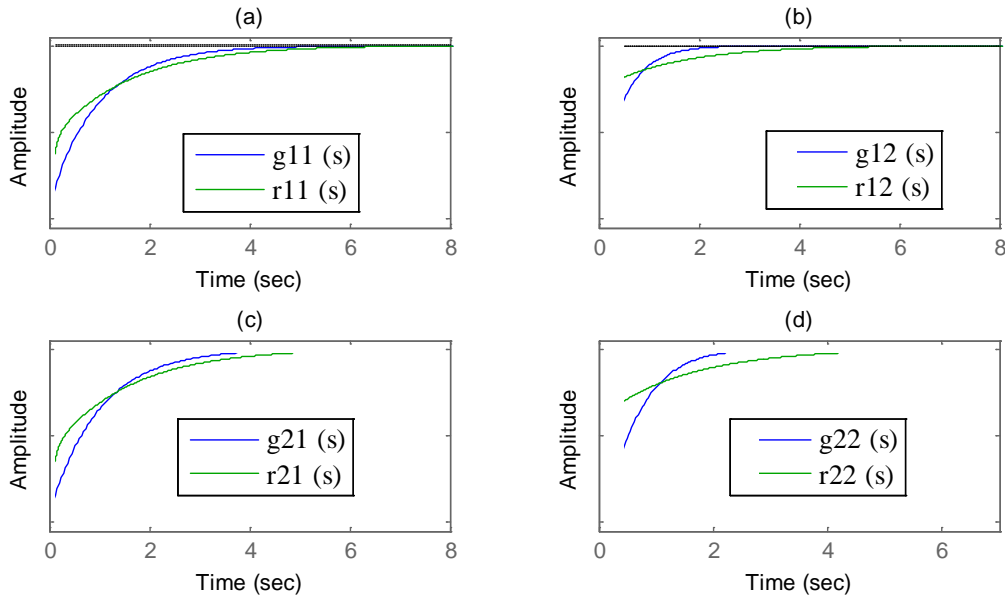 (a)
Amplitude
g11 (s)
r11 (s)
0 2 4 6 8
Time (sec)
(b)
Amplitude
g12 (s)
r12 (s)
0 2 4 6 8
Time (sec)
(c)
Amplitude
g21 (s)
r21 (s)
0 2 4 6 8
Time (sec)
(d)
Amplitude
g22 (s)
r22 (s)
0 2 4 6
Time (sec)